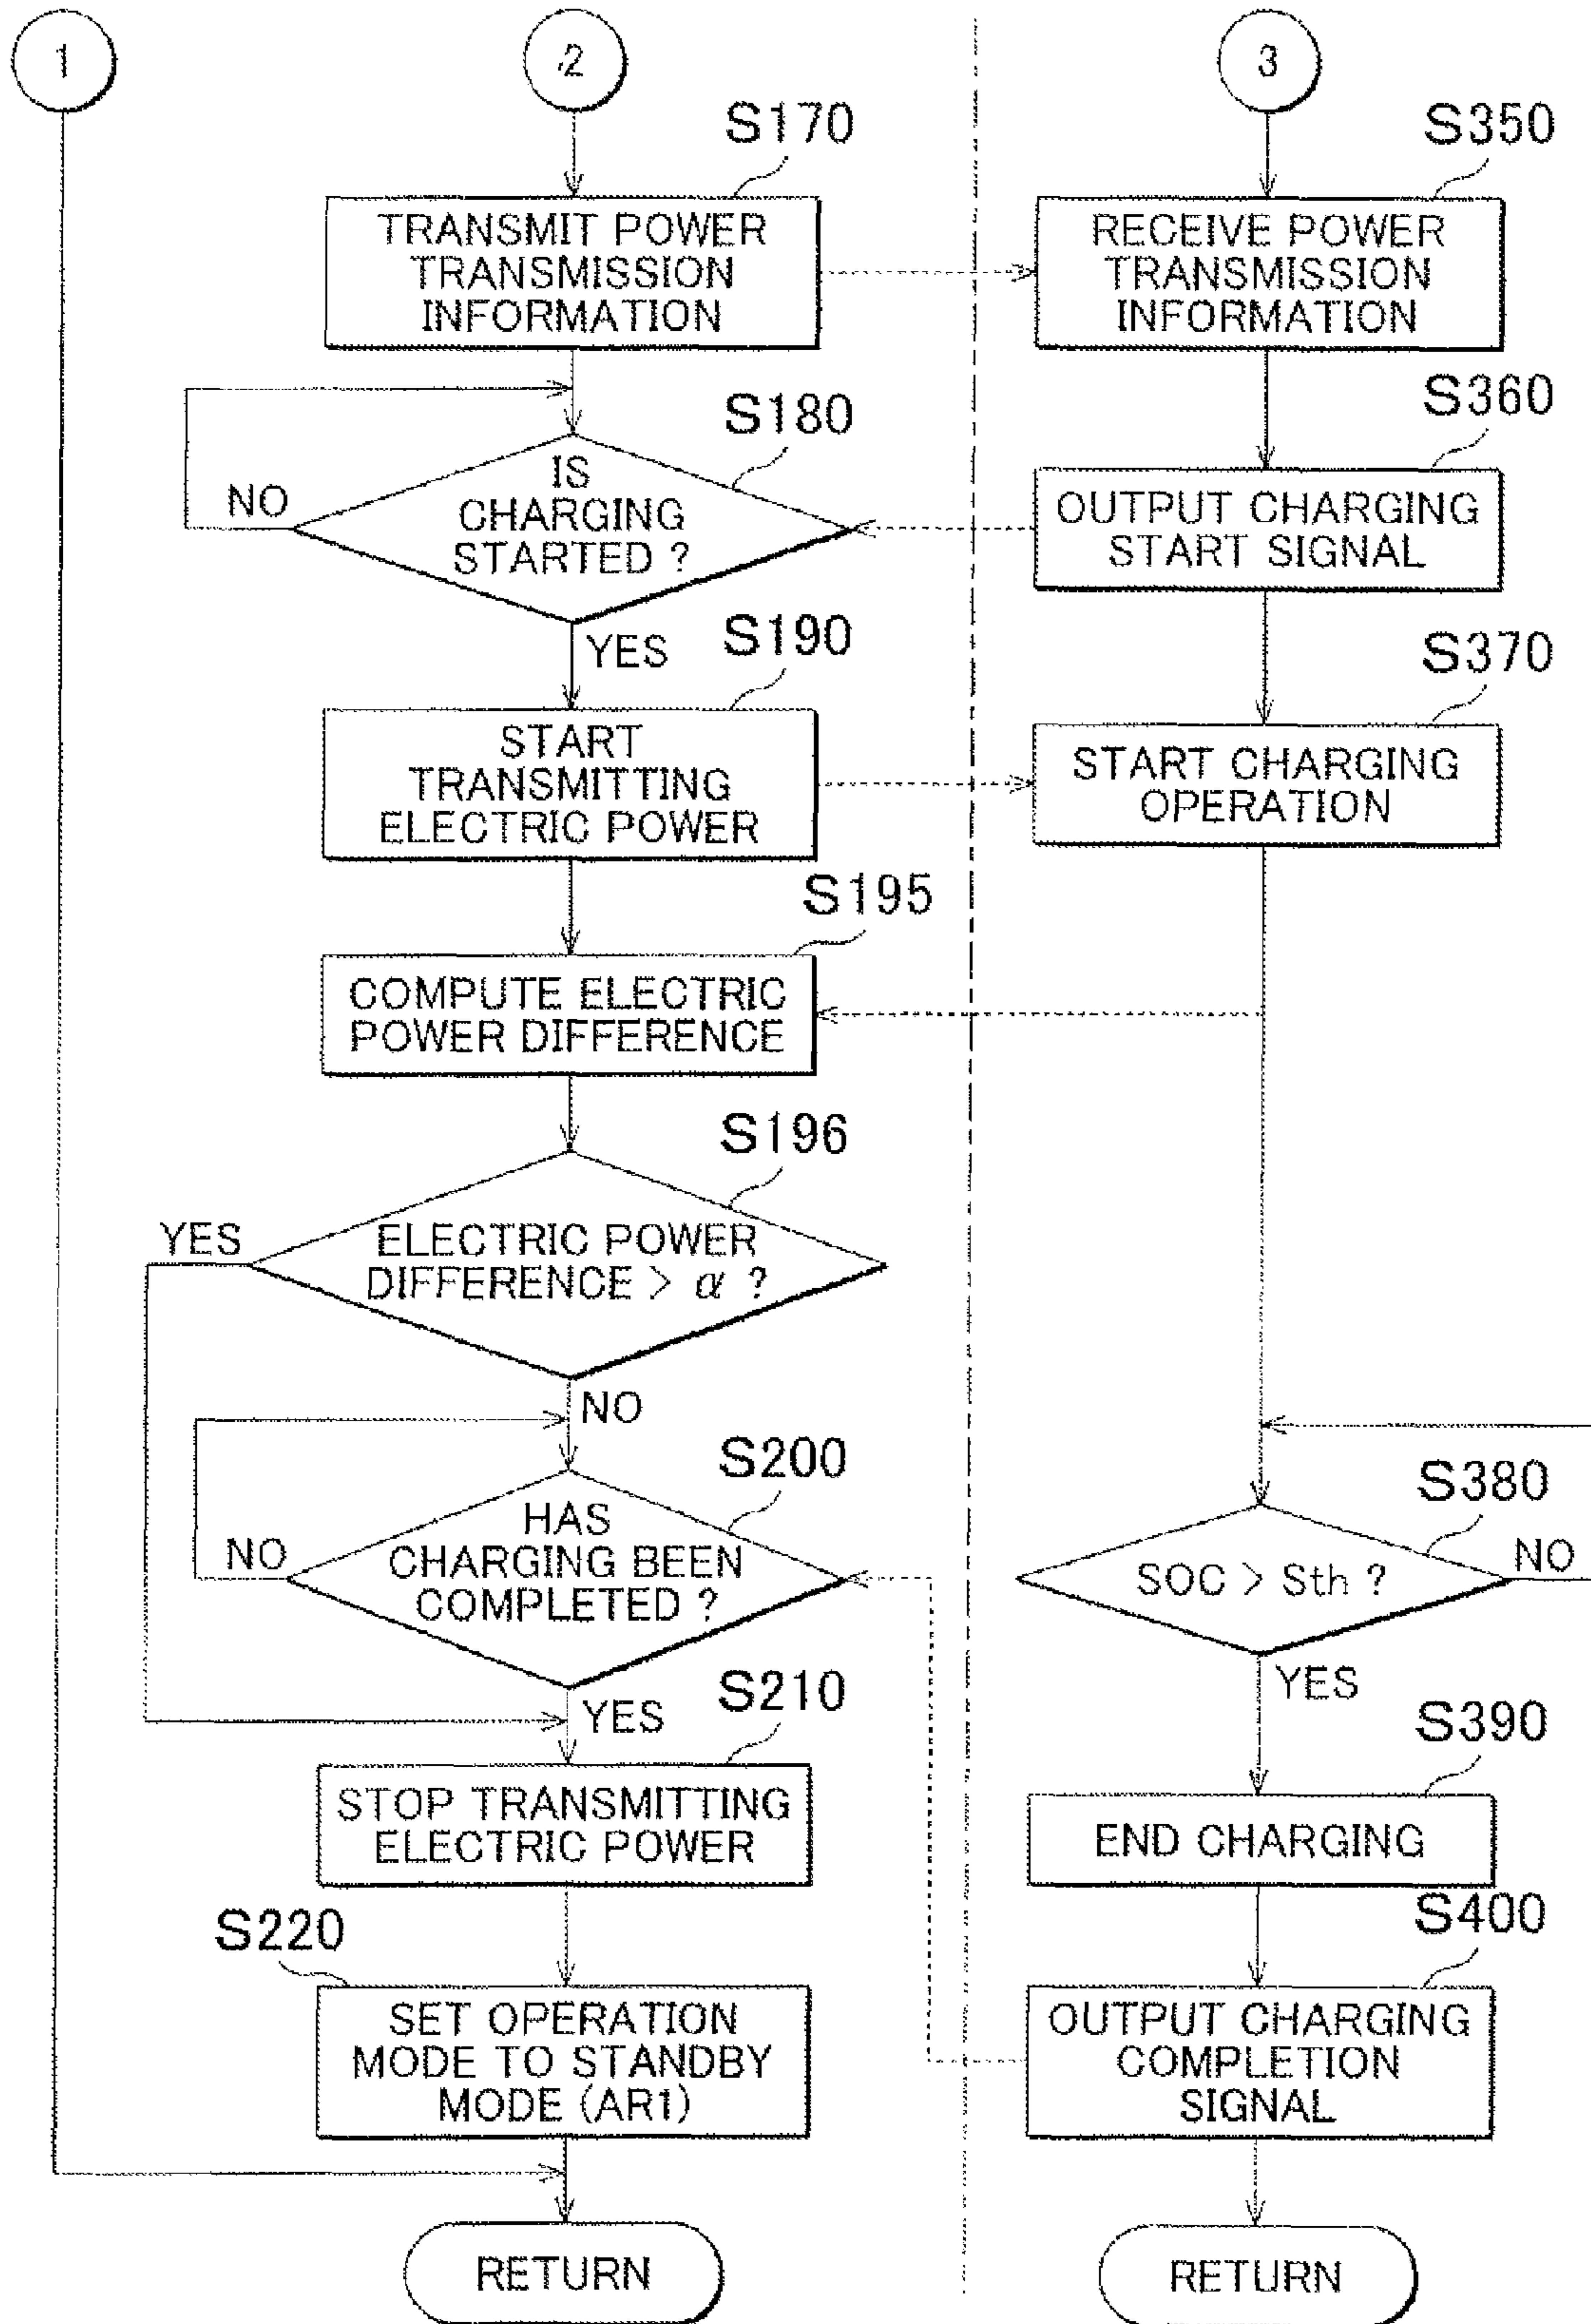 1
2
3
S170
TRANSMIT POWER
TRANSMISSION
INFORMATION
S350
RECEIVE POWER
TRANSMISSION
INFORMATION
S180
IS
CHARGING
STARTED ?
NO
YES
S360
OUTPUT CHARGING
START SIGNAL
S190
START
TRANSMITTING
ELECTRIC POWER
S370
START CHARGING
OPERATION
S195
COMPUTE ELECTRIC
POWER DIFFERENCE
S196
YES
ELECTRIC POWER
DIFFERENCE > α ?
NO
S200
HAS
CHARGING BEEN
COMPLETED ?
NO
YES
S380
SOC > Sth ?
NO
YES
S210
STOP TRANSMITTING
ELECTRIC POWER
S390
END CHARGING
S220
SET OPERATION
MODE TO STANDBY
MODE (AR1)
S400
OUTPUT CHARGING
COMPLETION
SIGNAL
RETURN
RETURN